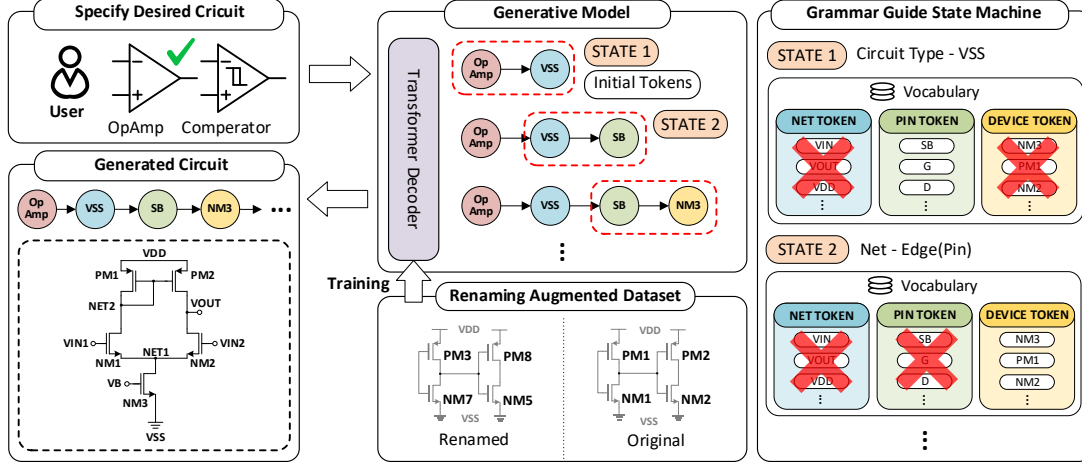 Specify Desired Circuit
User
OpAmp
Comperator
Generated Circuit
Op
Amp
VSS
SB
NM3
...
VDD
PM1
PM2
NET2
VOUT
VIN1
NET1
VIN2
NM1
NM2
VB
NM3
VSS
Generative Model
Transformer Decoder
Op
Amp
VSS
STATE 1
Initial Tokens
Op
Amp
VSS
SB
STATE 2
Op
Amp
VSS
SB
NM3
Training
Renaming Augmented Dataset
VDD
PM3
PM8
NM7
NM5
VSS
Renamed
VDD
PM1
PM2
NM1
NM2
VSS
Original
Grammar Guide State Machine
STATE 1
Circuit Type - VSS
Vocabulary
NET TOKEN
PIN TOKEN
DEVICE TOKEN
VIN
SB
NM3
VOUT
G
PM1
VDD
D
NM2
STATE 2
Net - Edge(Pin)
Vocabulary
NET TOKEN
PIN TOKEN
DEVICE TOKEN
VIN
SB
NM3
VOUT
G
PM1
VDD
D
NM2